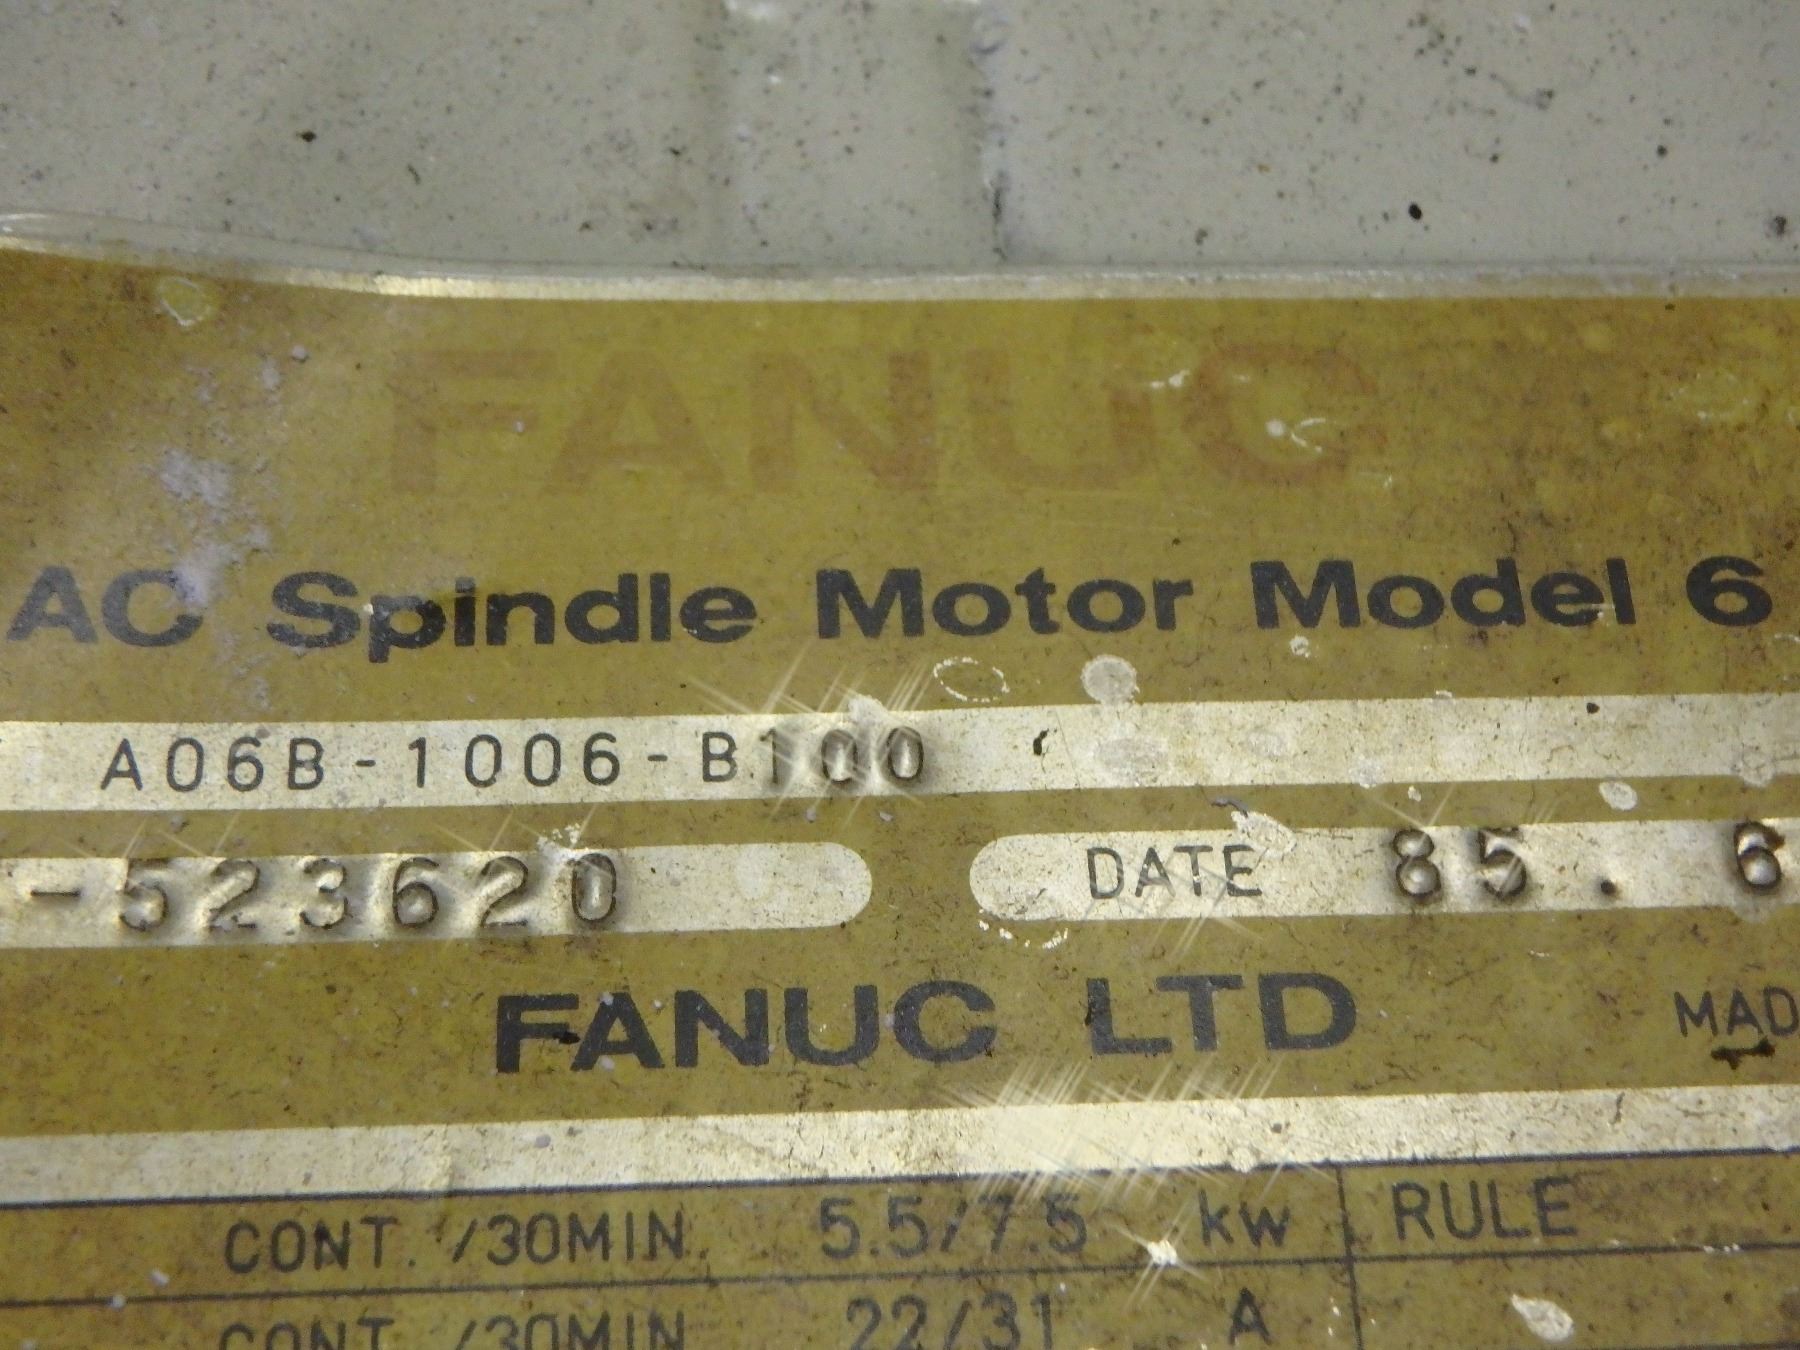 FANUC
AC Spindle Motor Model 6
A06B-1006-B100
-523620 DATE 85.6
FANUC LTD MAD
CONT. /30MIN. 5.5/7.5 kW RULE
CONT. /30MIN. 22/31 A